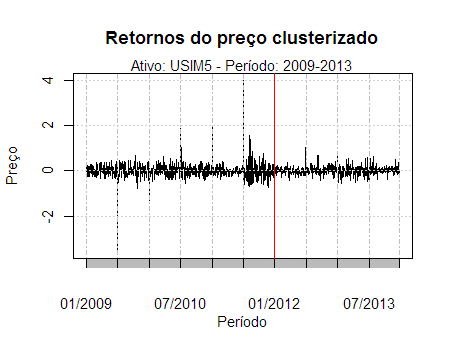 Retornos do preço clusterizado
Ativo: USIM5 - Período: 2009-2013
Preço
4
2
0
-2
01/2009
07/2010
01/2012
07/2013
Período